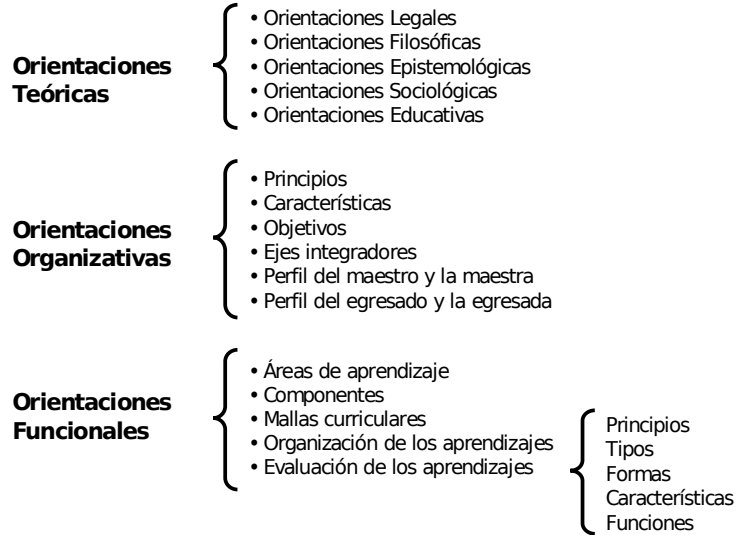 Orientaciones
Teóricas
• Orientaciones Legales
• Orientaciones Filosóficas
• Orientaciones Epistemológicas
• Orientaciones Sociológicas
• Orientaciones Educativas
Orientaciones
Organizativas
• Principios
• Características
• Objetivos
• Ejes integradores
• Perfil del maestro y la maestra
• Perfil del egresado y la egresada
Orientaciones
Funcionales
• Áreas de aprendizaje
• Componentes
• Mallas curriculares
• Organización de los aprendizajes
• Evaluación de los aprendizajes
Principios
Tipos
Formas
Características
Funciones